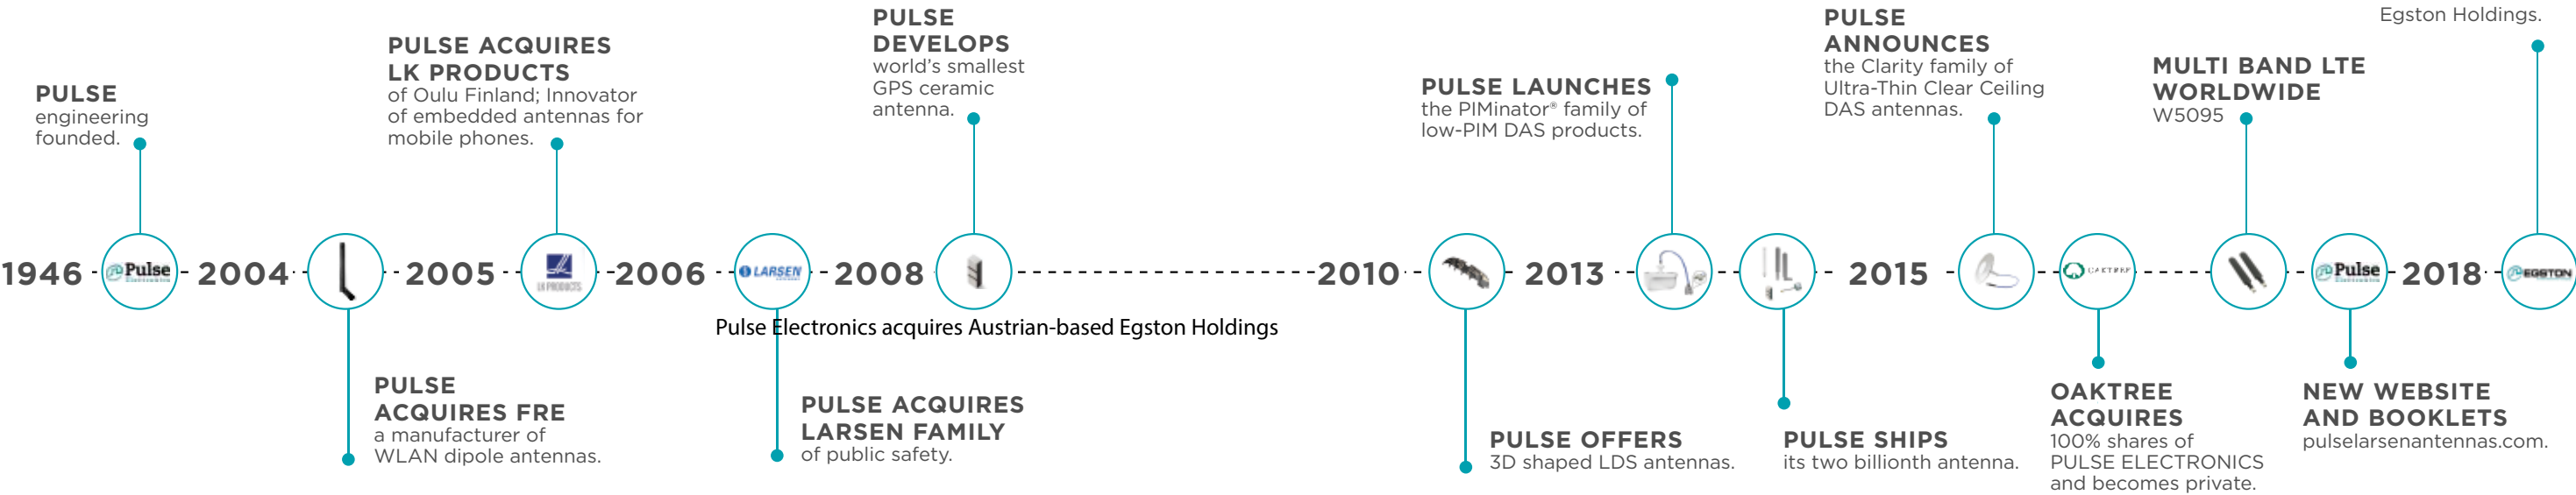 PULSE
engineering
founded.
PULSE ACQUIRES
LK PRODUCTS
of Oulu Finland; Innovator
of embedded antennas for
mobile phones.
PULSE
DEVELOPS
world's smallest
GPS ceramic
antenna.
PULSE LAUNCHES
the PIMinator® family of
low-PIM DAS products.
PULSE
ANNOUNCES
the Clarity family of
Ultra-Thin Clear Ceiling
DAS antennas.
MULTI BAND LTE
WORLDWIDE
W5095
Egston Holdings.
1946 Pulse 2004 2005 LK PRODUCTS 2006 LARSEN 2008 2010 2013 2015 OAKTREE Pulse 2018 EGSTON
Pulse Electronics acquires Austrian-based Egston Holdings
PULSE
ACQUIRES FRE
a manufacturer of
WLAN dipole antennas.
PULSE ACQUIRES
LARSEN FAMILY
of public safety.
PULSE OFFERS
3D shaped LDS antennas.
PULSE SHIPS
its two billionth antenna.
OAKTREE
ACQUIRES
100% shares of
PULSE ELECTRONICS
and becomes private.
NEW WEBSITE
AND BOOKLETS
pulselarsenantennas.com.